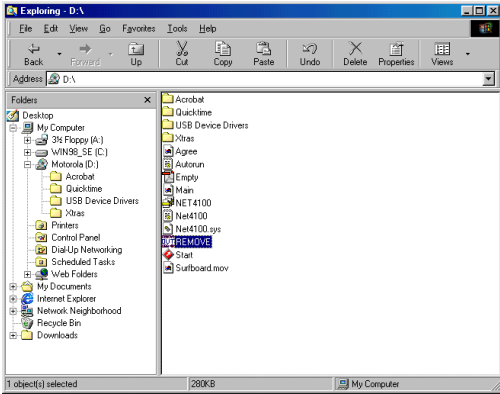 Exploring - D:\
File Edit View Go Favorites Tools Help
Back Forward Up Cut Copy Paste Undo Delete Properties Views
Address D:\
Folders
Desktop
My Computer
3½ Floppy (A:)
WIN98_SE (C:)
Motorola (D:)
Acrobat
Quicktime
USB Device Drivers
Xtras
Printers
Control Panel
Dial-Up Networking
Scheduled Tasks
Web Folders
My Documents
Internet Explorer
Network Neighborhood
Recycle Bin
Downloads
Acrobat
Quicktime
USB Device Drivers
Xtras
Agree
Autorun
Empty
Main
NET4100
Net4100
Net4100.sys
REMOVE
Start
Surfboard.mov
1 object(s) selected 280KB My Computer